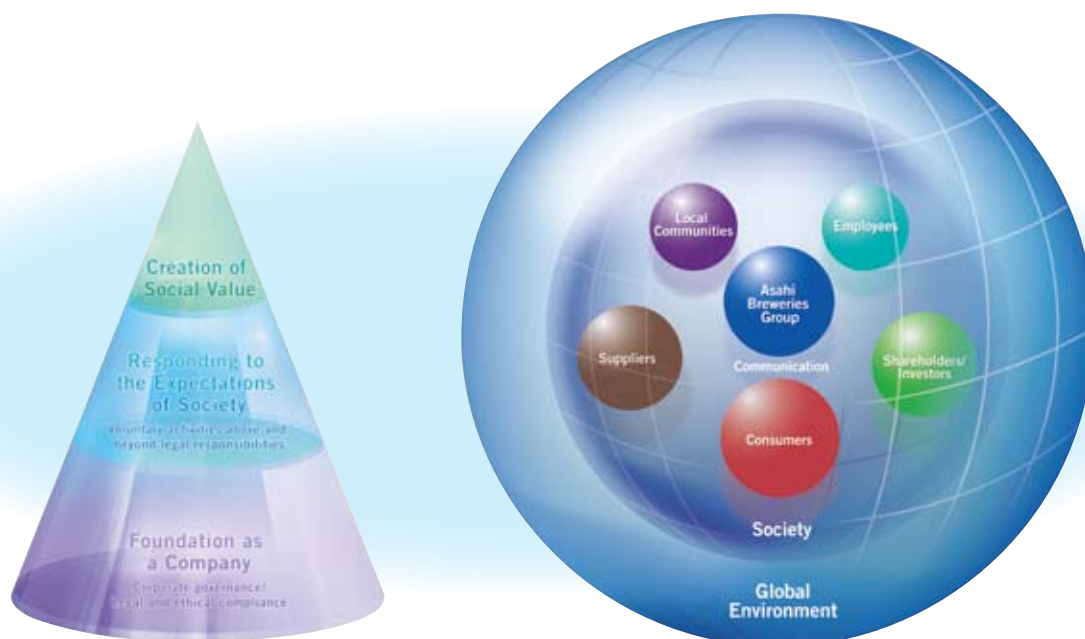 Creation of
Social Value
Responding to
the Expectations
of Society
voluntary activities above and
beyond legal responsibilities
Foundation as
a Company
Corporate governance/
legal and ethical compliance
Local
Communities
Employees
Asahi
Breweries
Group
Suppliers
Communication
Shareholders/
Investors
Consumers
Society
Global
Environment